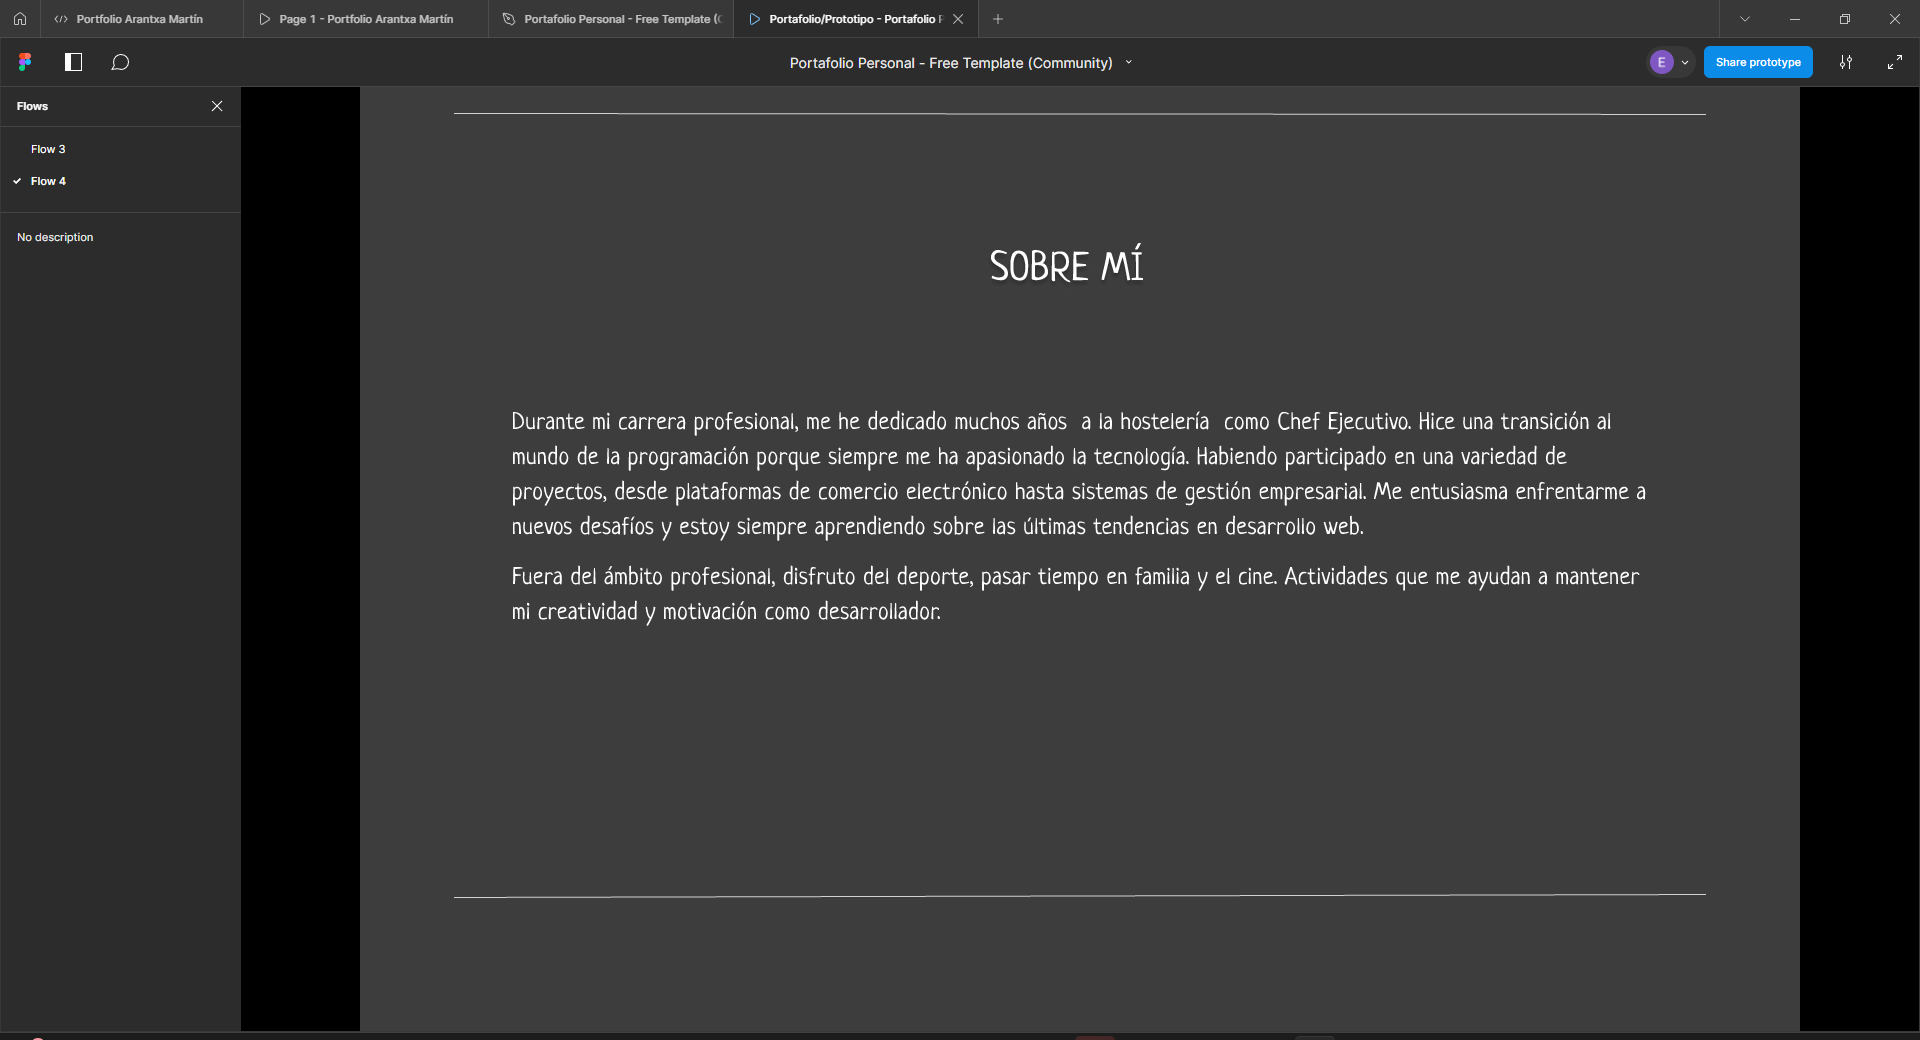 Portfolio Arantxa Martín
Page 1 - Portfolio Arantxa Martín
Portafolio Personal - Free Template (
Portafolio/Prototipo - Portafolio
Portafolio Personal - Free Template (Community)
E
Share prototype
Flows
Flow 3
Flow 4
No description
SOBRE MÍ
Durante mi carrera profesional, me he dedicado muchos años a la hostelería como Chef Ejecutivo. Hice una transición al
mundo de la programación porque siempre me ha apasionado la tecnología. Habiendo participado en una variedad de
proyectos, desde plataformas de comercio electrónico hasta sistemas de gestión empresarial. Me entusiasma enfrentarme a
nuevos desafíos y estoy siempre aprendiendo sobre las últimas tendencias en desarrollo web.
Fuera del ámbito profesional, disfruto del deporte, pasar tiempo en familia y el cine. Actividades que me ayudan a mantener
mi creatividad y motivación como desarrollador.